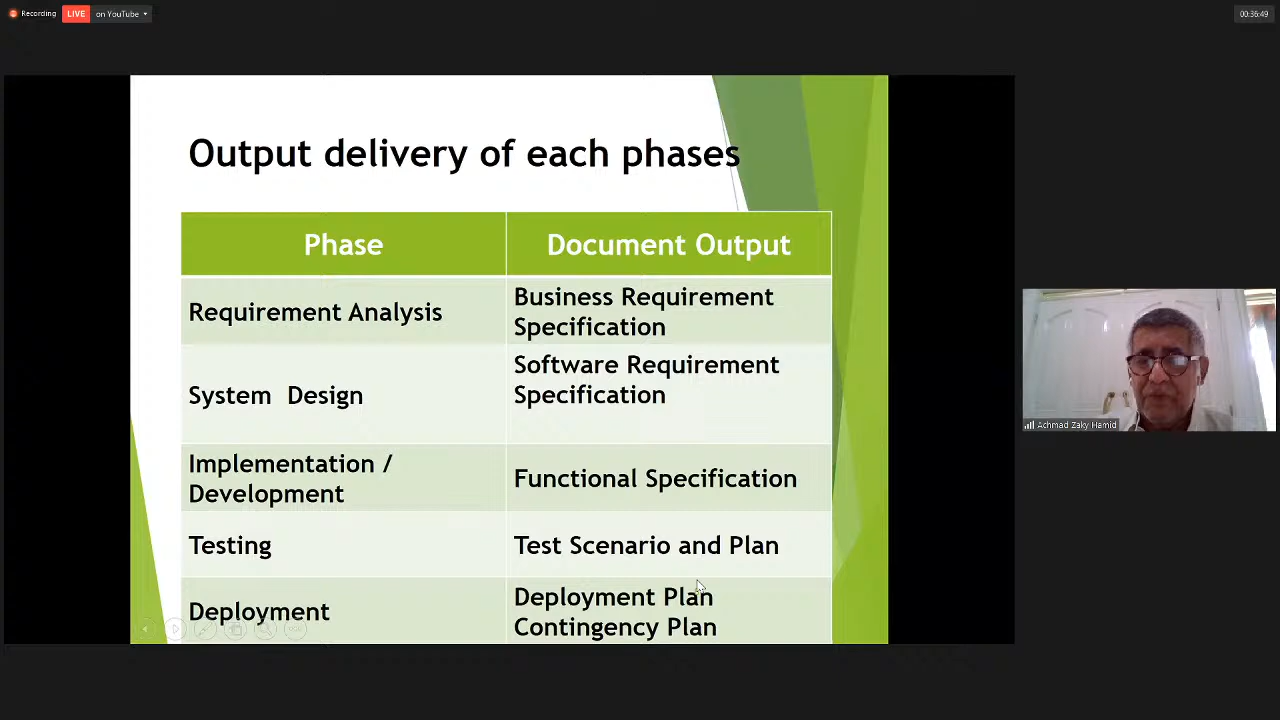 Recording
LIVE on YouTube
00:36:49
Output delivery of each phases
Phase
Document Output
Requirement Analysis
Business Requirement
Specification
System Design
Software Requirement
Specification
Implementation /
Development
Functional Specification
Testing
Test Scenario and Plan
Deployment
Deployment Plan
Contingency Plan
Achmad Zaky Hamid